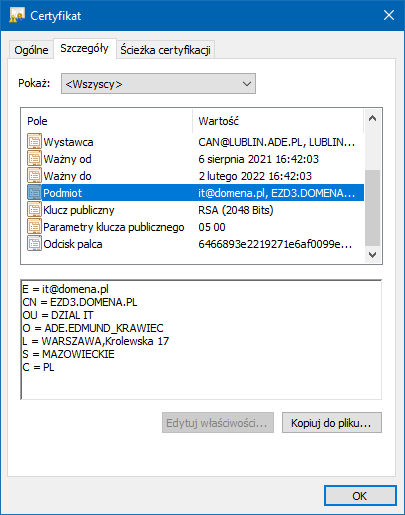 Certyfikat
Ogólne Szczegóły Ścieżka certyfikacji
Pokaż: <Wszyscy>
Pole Wartość
Wystawca CAN@LUBLIN.ADE.PL, LUBLIN...
Ważny od 6 sierpnia 2021 16:42:03
Ważny do 2 lutego 2022 16:42:03
Podmiot it@domena.pl, EZD3.DOMENA...
Klucz publiczny RSA (2048 Bits)
Parametry klucza publicznego 05 00
Odcisk palca 6466893e2219271e6af0099e...
E = it@domena.pl
CN = EZD3.DOMENA.PL
OU = DZIAL IT
O = ADE.EDMUND_KRAWIEC
L = WARSZAWA,Krolewska 17
S = MAZOWIECKIE
C = PL
Edytuj właściwości... Kopiuj do pliku...
OK